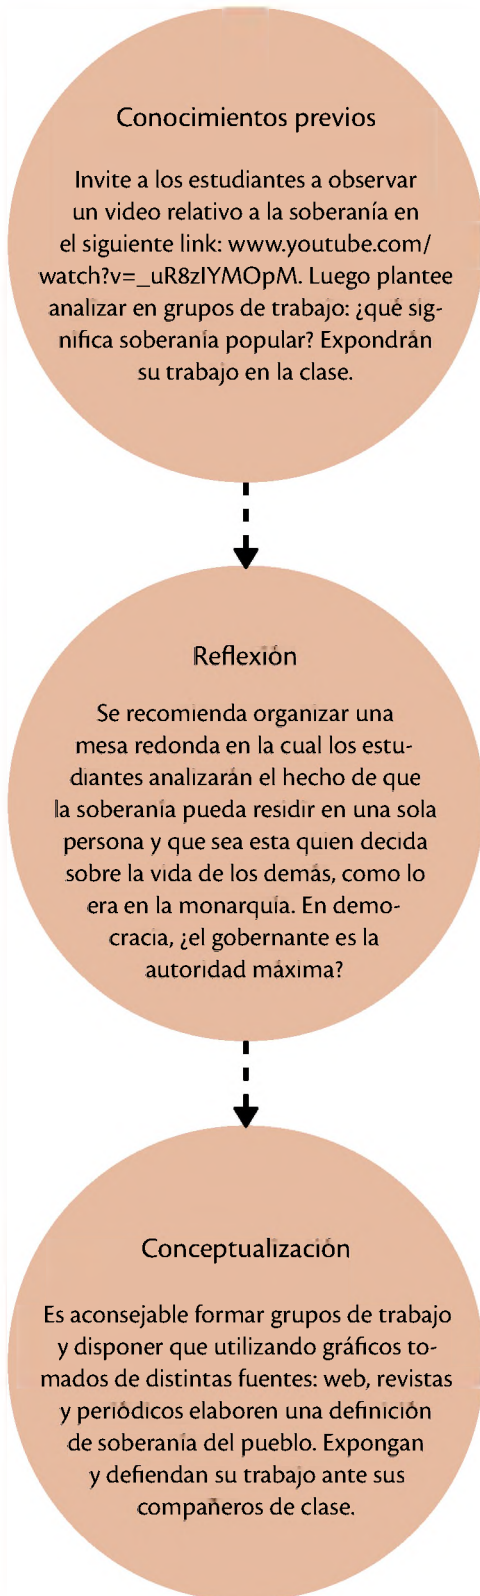 Conocimientos previos
Invite a los estudiantes a observar
un video relativo a la soberanía en
el siguiente link: www.youtube.com/
watch?v=_uR8zIYMOpM. Luego plantee
analizar en grupos de trabajo: ¿qué sig-
nifica soberanía popular? Expondrán
su trabajo en la clase.
Reflexión
Se recomienda organizar una
mesa redonda en la cual los estu-
diantes analizarán el hecho de que
la soberanía pueda residir en una sola
persona y que sea esta quien decida
sobre la vida de los demás, como lo
era en la monarquía. En demo-
cracia, ¿el gobernante es la
autoridad máxima?
Conceptualización
Es aconsejable formar grupos de trabajo
y disponer que utilizando gráficos to-
mados de distintas fuentes: web, revistas
y periódicos elaboren una definición
de soberanía del pueblo. Expongan
y defiendan su trabajo ante sus
compañeros de clase.